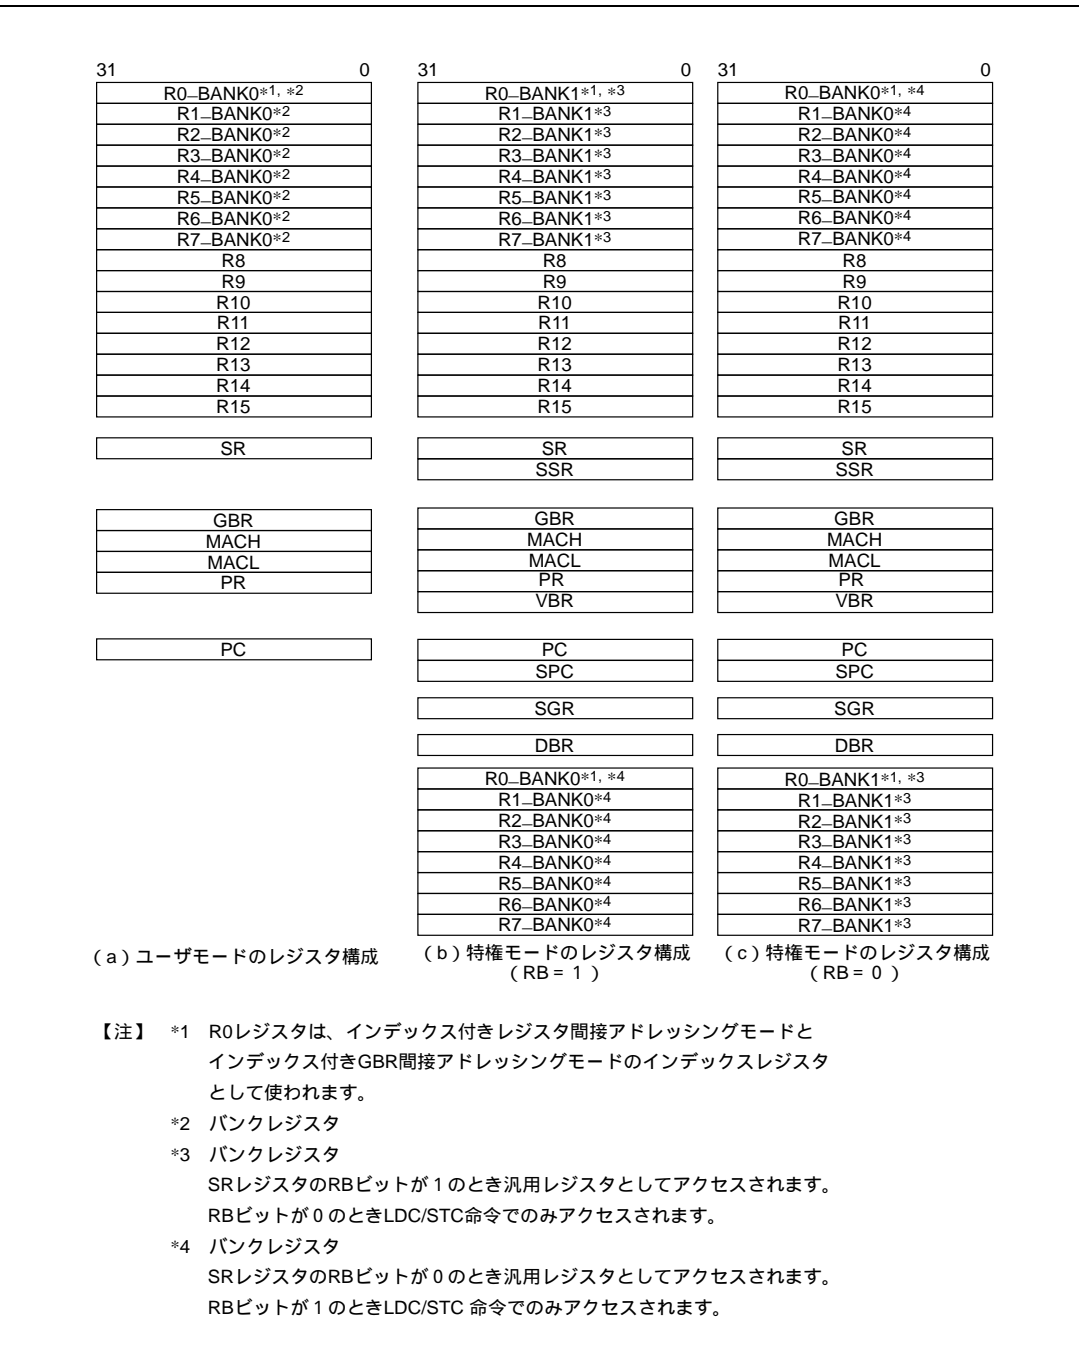 31 0
R0_BANK0*1, *2
R1_BANK0*2
R2_BANK0*2
R3_BANK0*2
R4_BANK0*2
R5_BANK0*2
R6_BANK0*2
R7_BANK0*2
R8
R9
R10
R11
R12
R13
R14
R15
SR
GBR
MACH
MACL
PR
PC
(a)ユーザモードのレジスタ構成
31 0
R0_BANK1*1, *3
R1_BANK1*3
R2_BANK1*3
R3_BANK1*3
R4_BANK1*3
R5_BANK1*3
R6_BANK1*3
R7_BANK1*3
R8
R9
R10
R11
R12
R13
R14
R15
SR
SSR
GBR
MACH
MACL
PR
VBR
PC
SPC
SGR
DBR
R0_BANK0*1, *4
R1_BANK0*4
R2_BANK0*4
R3_BANK0*4
R4_BANK0*4
R5_BANK0*4
R6_BANK0*4
R7_BANK0*4
(b)特権モードのレジスタ構成
(RB = 1)
31 0
R0_BANK0*1, *4
R1_BANK0*4
R2_BANK0*4
R3_BANK0*4
R4_BANK0*4
R5_BANK0*4
R6_BANK0*4
R7_BANK0*4
R8
R9
R10
R11
R12
R13
R14
R15
SR
SSR
GBR
MACH
MACL
PR
VBR
PC
SPC
SGR
DBR
R0_BANK1*1, *3
R1_BANK1*3
R2_BANK1*3
R3_BANK1*3
R4_BANK1*3
R5_BANK1*3
R6_BANK1*3
R7_BANK1*3
(c)特権モードのレジスタ構成
(RB = 0)
【注】 *1 R0レジスタは、インデックス付きレジスタ間接アドレッシングモードと
インデックス付きGBR間接アドレッシングモードのインデックスレジスタ
として使われます。
*2 バンクレジスタ
*3 バンクレジスタ
SRレジスタのRBビットが1のとき汎用レジスタとしてアクセスされます。
RBビットが0のときLDC/STC命令でのみアクセスされます。
*4 バンクレジスタ
SRレジスタのRBビットが0のとき汎用レジスタとしてアクセスされます。
RBビットが1のときLDC/STC 命令でのみアクセスされます。